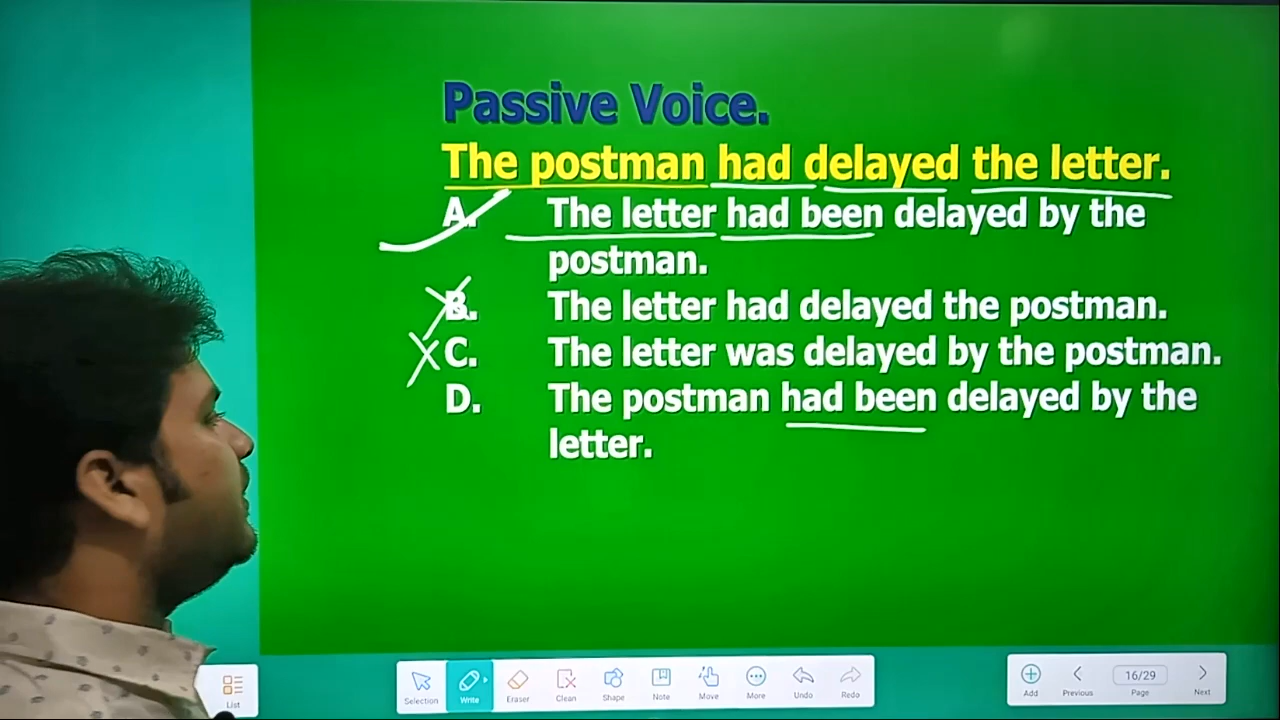 Passive Voice.
The postman had delayed the letter.
A. The letter had been delayed by the
postman.
B. The letter had delayed the postman.
C. The letter was delayed by the postman.
D. The postman had been delayed by the
letter.
List
Selection Write Eraser Clean Shape Note Move More Undo Redo
Add Previous 16/29 Page Next